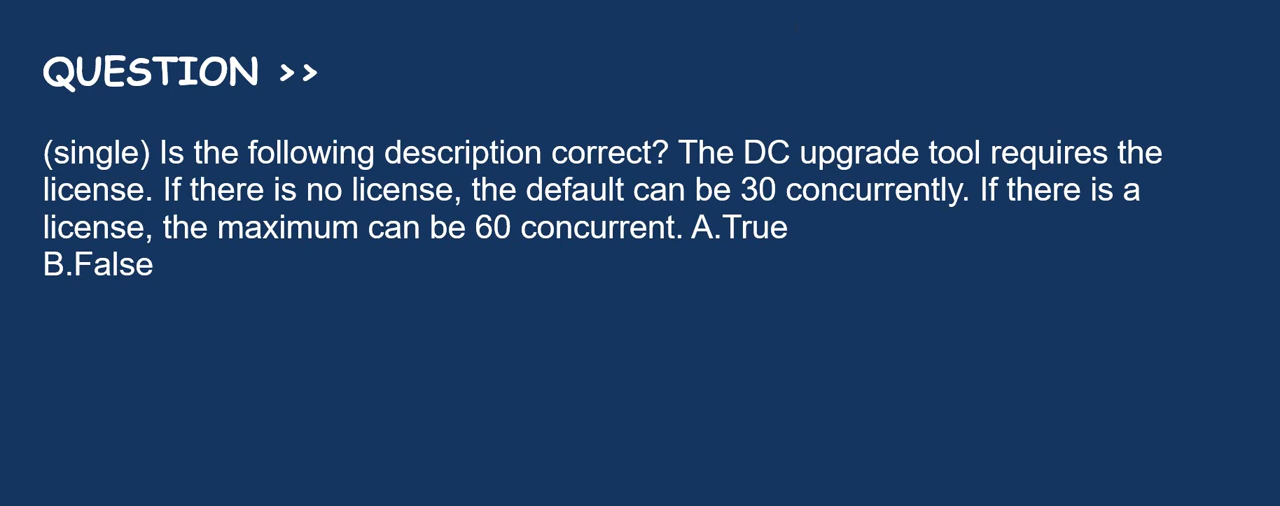 QUESTION >>
(single) Is the following description correct? The DC upgrade tool requires the
license. If there is no license, the default can be 30 concurrently. If there is a
license, the maximum can be 60 concurrent. A.True
B.False